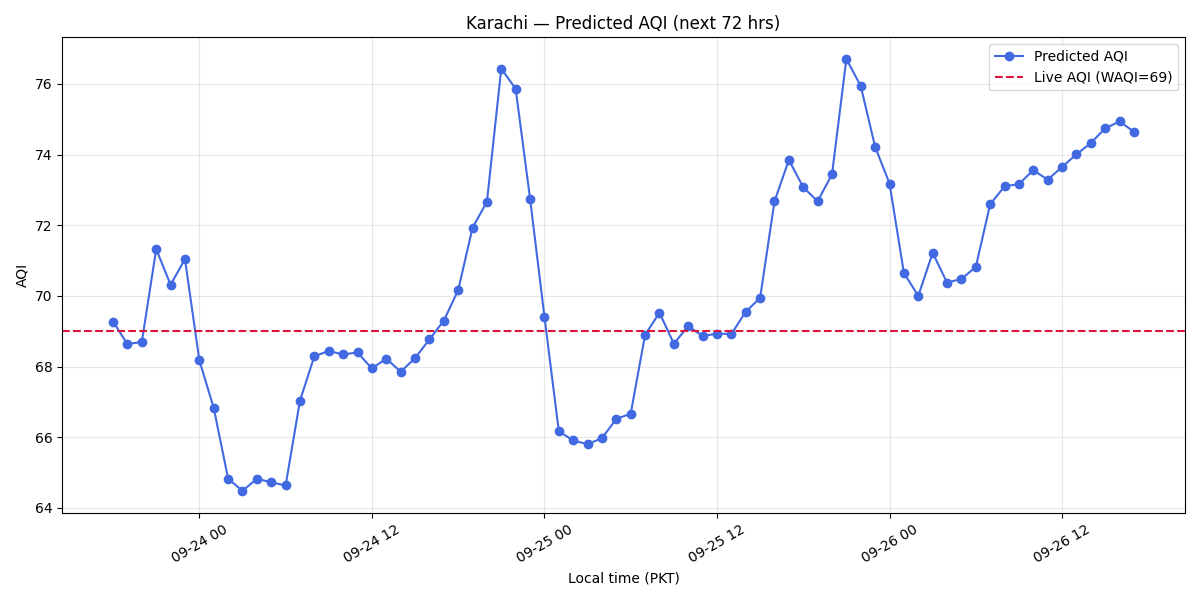 Karachi — Predicted AQI (next 72 hrs)
Predicted AQI
Live AQI (WAQI=69)
AQI
76
74
72
70
68
66
64
09-24 00
09-24 12
09-25 00
09-25 12
09-26 00
09-26 12
Local time (PKT)